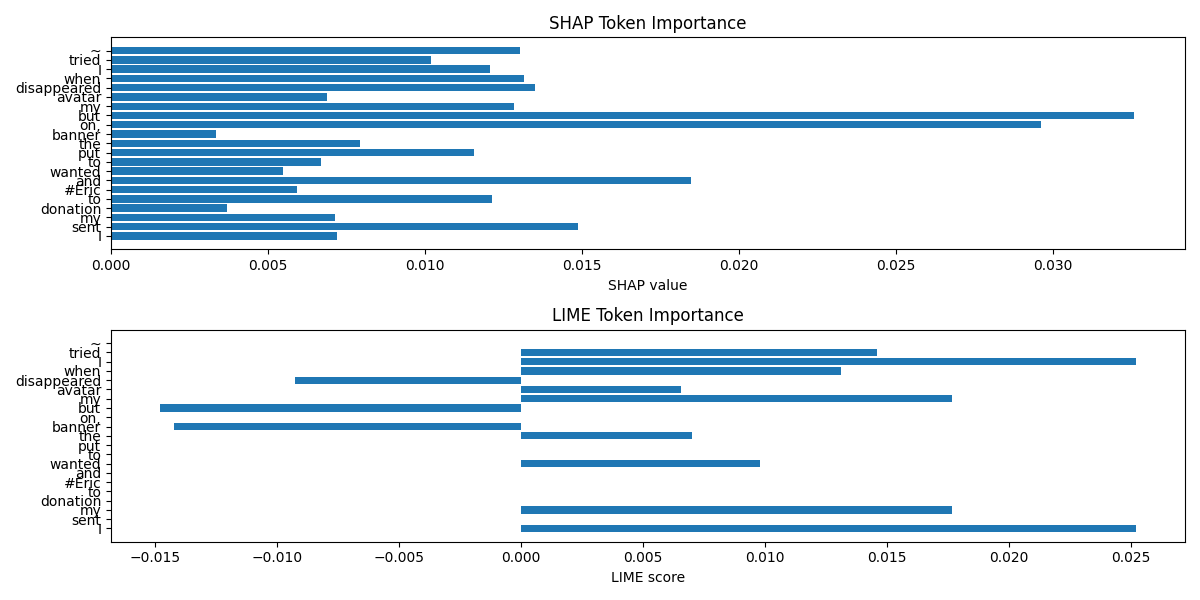 SHAP Token Importance
~
tried
I
when
disappeared
avatar
my
but
on,
banner
the
put
to
wanted
and
#Eric
to
donation
my
sent
I
0.000 0.005 0.010 0.015 0.020 0.025 0.030
SHAP value
LIME Token Importance
~
tried
I
when
disappeared
avatar
my
but
on,
banner
the
put
to
wanted
and
#Eric
to
donation
my
sent
I
−0.015 −0.010 −0.005 0.000 0.005 0.010 0.015 0.020 0.025
LIME score